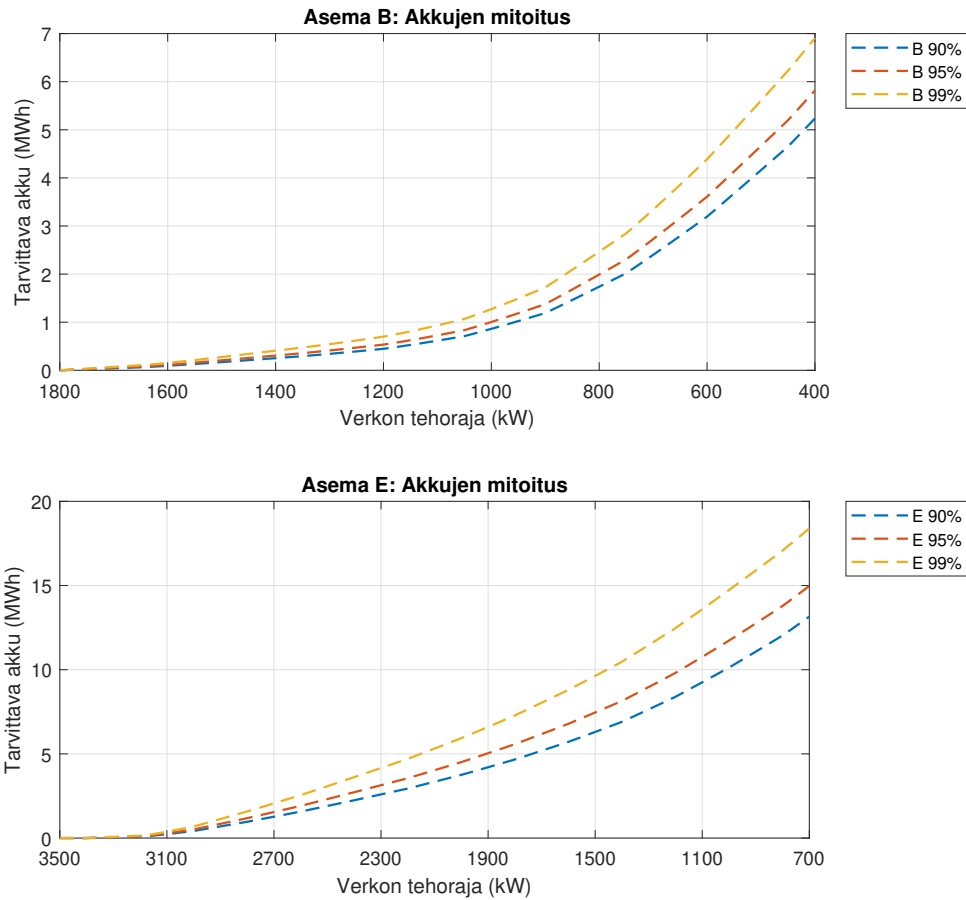 Asema B: Akkujen mitoitus
7
6
5
4
3
2
1
0
Tarvittava akku (MWh)
1800 1600 1400 1200 1000 800 600 400
Verkon tehoraja (kW)
B 90%
B 95%
B 99%
Asema E: Akkujen mitoitus
20
15
10
5
0
Tarvittava akku (MWh)
3500 3100 2700 2300 1900 1500 1100 700
Verkon tehoraja (kW)
E 90%
E 95%
E 99%